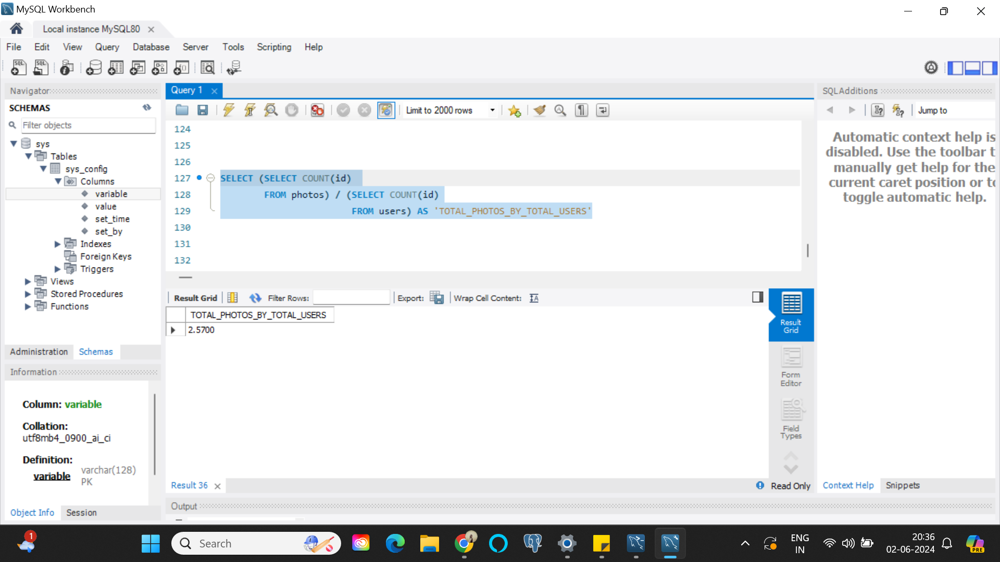 MySQL Workbench
Local instance MySQL80
File Edit View Query Database Server Tools Scripting Help
Navigator
SCHEMAS
Filter objects
sys
Tables
sys_config
Columns
variable
value
set_time
set_by
Indexes
Foreign Keys
Triggers
Views
Stored Procedures
Functions
Administration Schemas
Information
Column: variable
Collation:
utf8mb4_0900_ai_ci
Definition:
variable varchar(128)
PK
Object Info Session
Query 1
Limit to 2000 rows
124
125
126
127 SELECT (SELECT COUNT(id)
128 FROM photos) / (SELECT COUNT(id)
129 FROM users) AS 'TOTAL_PHOTOS_BY_TOTAL_USERS'
130
131
132
Result Grid Filter Rows: Export: Wrap Cell Content:
TOTAL_PHOTOS_BY_TOTAL_USERS
2.5700
Result
Grid
Form
Editor
Field
Types
Result 36
Read Only
Output
SQLAdditions
Jump to
Automatic context help is
disabled. Use the toolbar t
manually get help for the
current caret position or to
toggle automatic help.
Context Help Snippets
1
Search
ENG
IN
20:36
02-06-2024
PRE